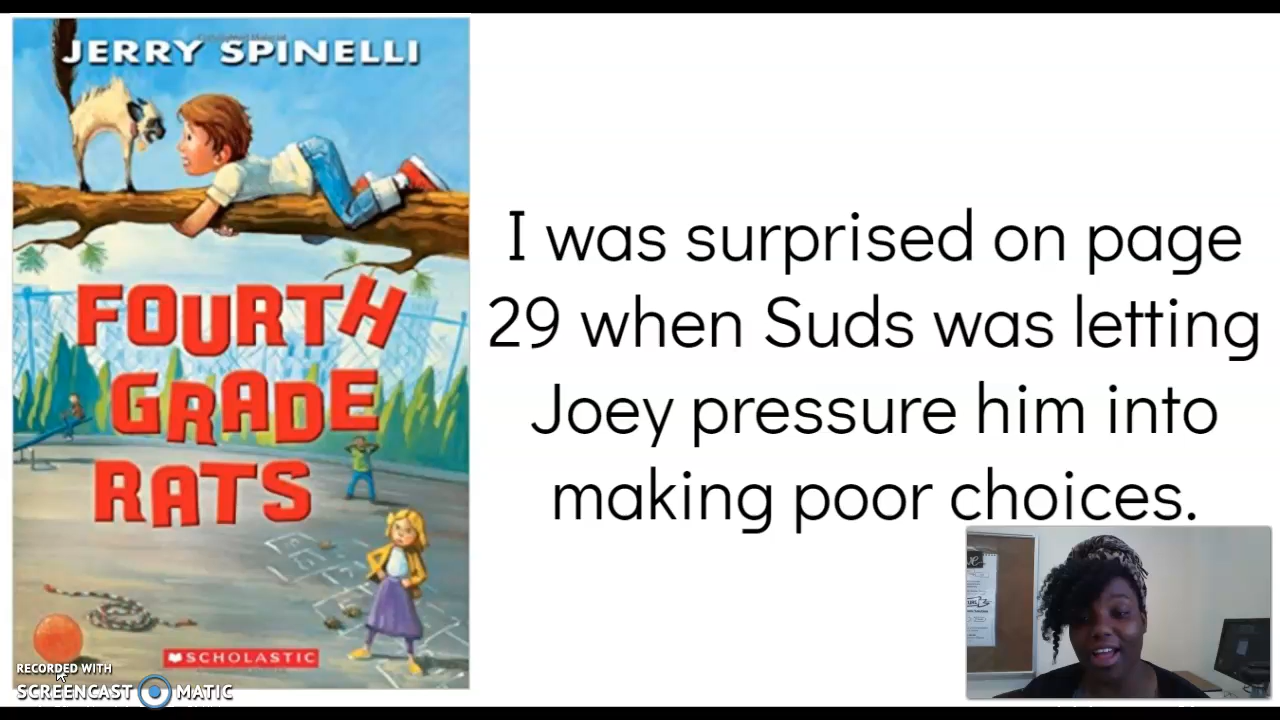 JERRY SPINELLI
FOURTH
GRADE
RATS
SCHOLASTIC
I was surprised on page
29 when Suds was letting
Joey pressure him into
making poor choices.
RECORDED WITH
SCREENCAST MATIC